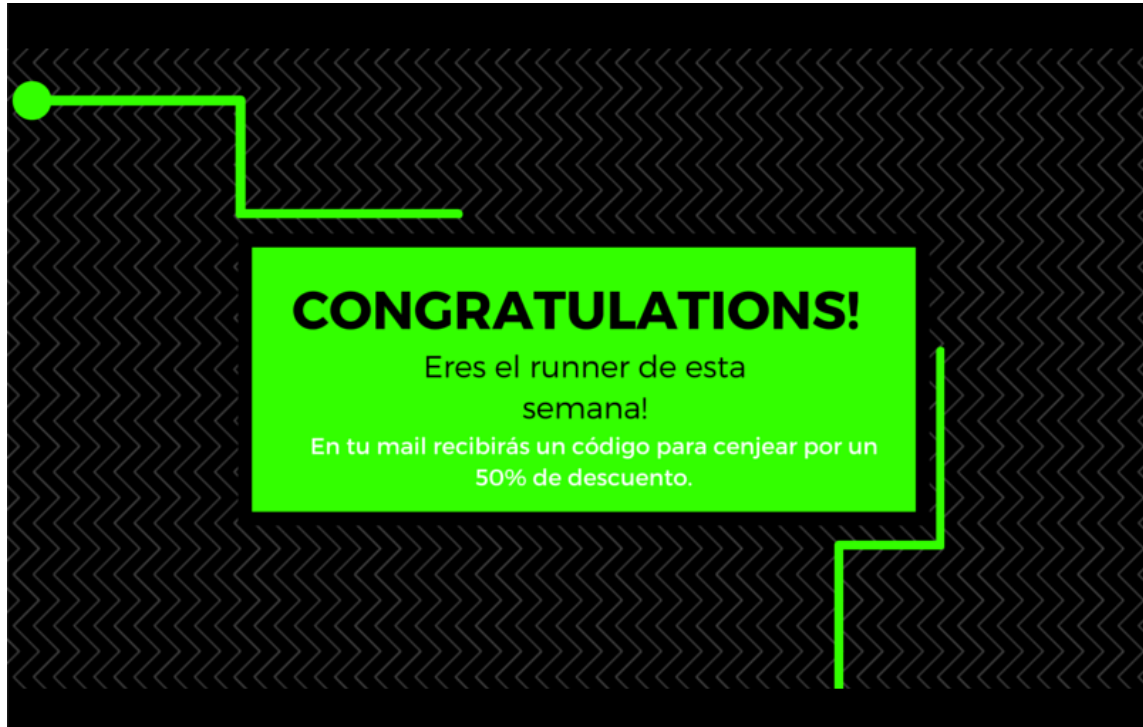 CONGRATULATIONS!
Eres el runner de esta
semana!
En tu mail recibirás un código para cenjear por un
50% de descuento.